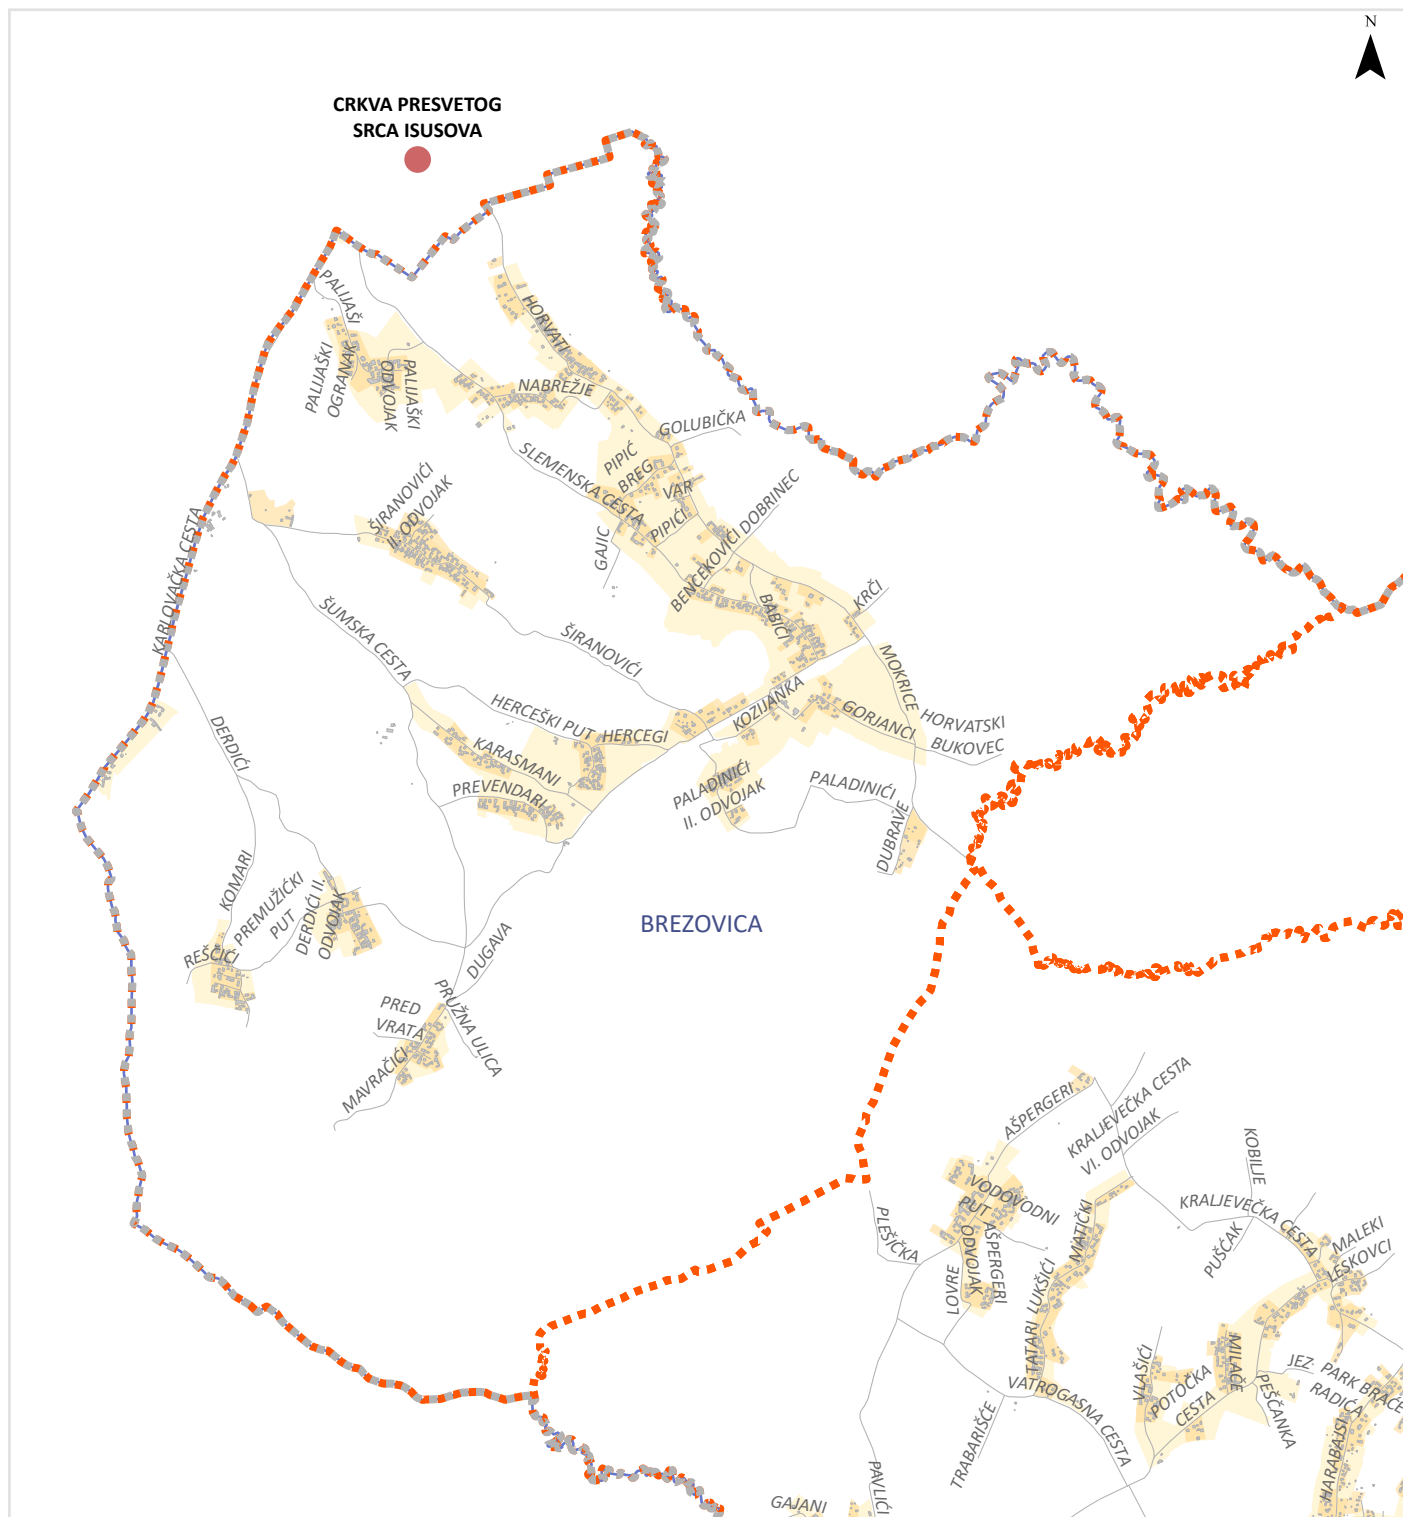 N
CRKVA PRESVETOG
SRCA ISUSOVA
PALIJAŠI
HORVATI
PALIJAŠKI
OGRANAK
PALIJAŠKI
ODVOJAK
NABREŽJE
GOLUBIČKA
SLEMENSKA CESTA
PIPIĆ
BREG
VAR
PIPIĆI
GAJIC
DOBRINEC
BENCEKOVIĆI
BABIĆI
KRČI
ŠIRANOVIĆI
II. ODVOJAK
KARLOVAČKA CESTA
ŠUMSKA CESTA
ŠIRANOVIĆI
MOKRICE
HERCEŠKI PUT
HERCEGI
KOZIJANKA
GORJANCI
HORVATSKI
BUKOVEC
DERDIĆI
KARASMANI
PREVENDARI
PALADINIĆI
II. ODVOJAK
PALADINIĆI
DUBRAVE
KOMARI
PREMUŽIĆKI
PUT
DERDIĆI II.
ODVOJAK
REŠČIĆI
BREZOVICA
DUGAVA
PRED
VRATA
PRUŽNA ULICA
MAVRAČIĆI
AŠPERGERI
KRALJEVEČKA CESTA
VI. ODVOJAK
KOBILJE
VODOVODNI
PUT
AŠPERGERI
ODVOJAK
PLEŠIČKA
MATIČKI
KRALJEVEČKA CESTA
PUŠĆAK
MALEKI
LESKOVCI
LOVRE
LUKŠIĆI
TATARI
VATROGASNA CESTA
TRABARIŠĆE
VLAŠIĆI
POTOČKA
CESTA
MILAĆE
JEZ
PEŠČANKA
PARK BRAĆE
RADIĆA
HARABAJSI
PAVLIĆI
GAJANI